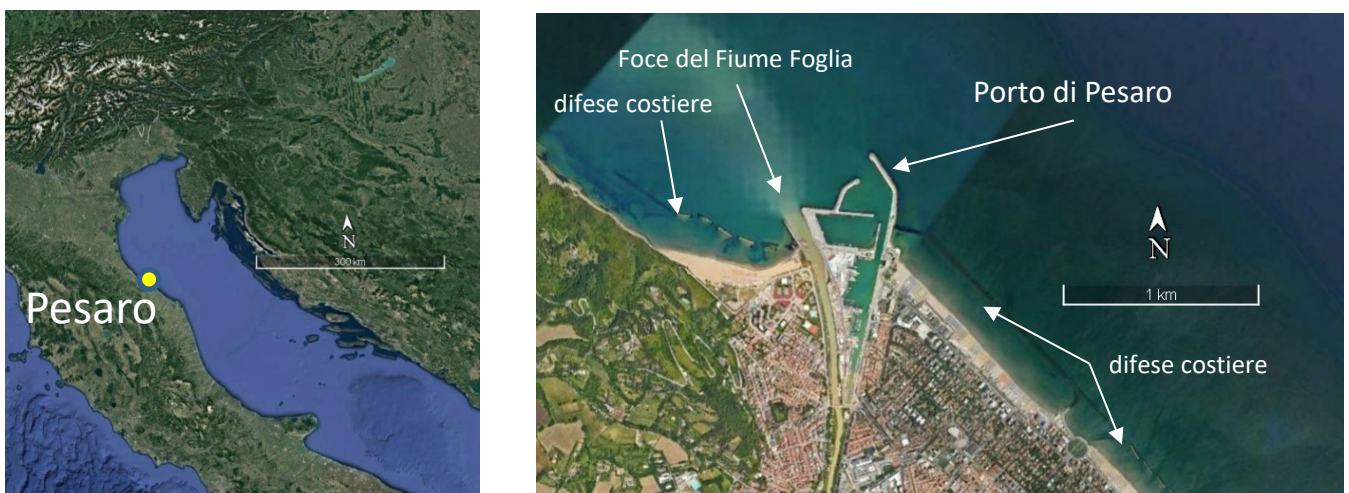 Pesaro
N
300 km
Foce del Fiume Foglia
difese costiere
Porto di Pesaro
N
1 km
difese costiere